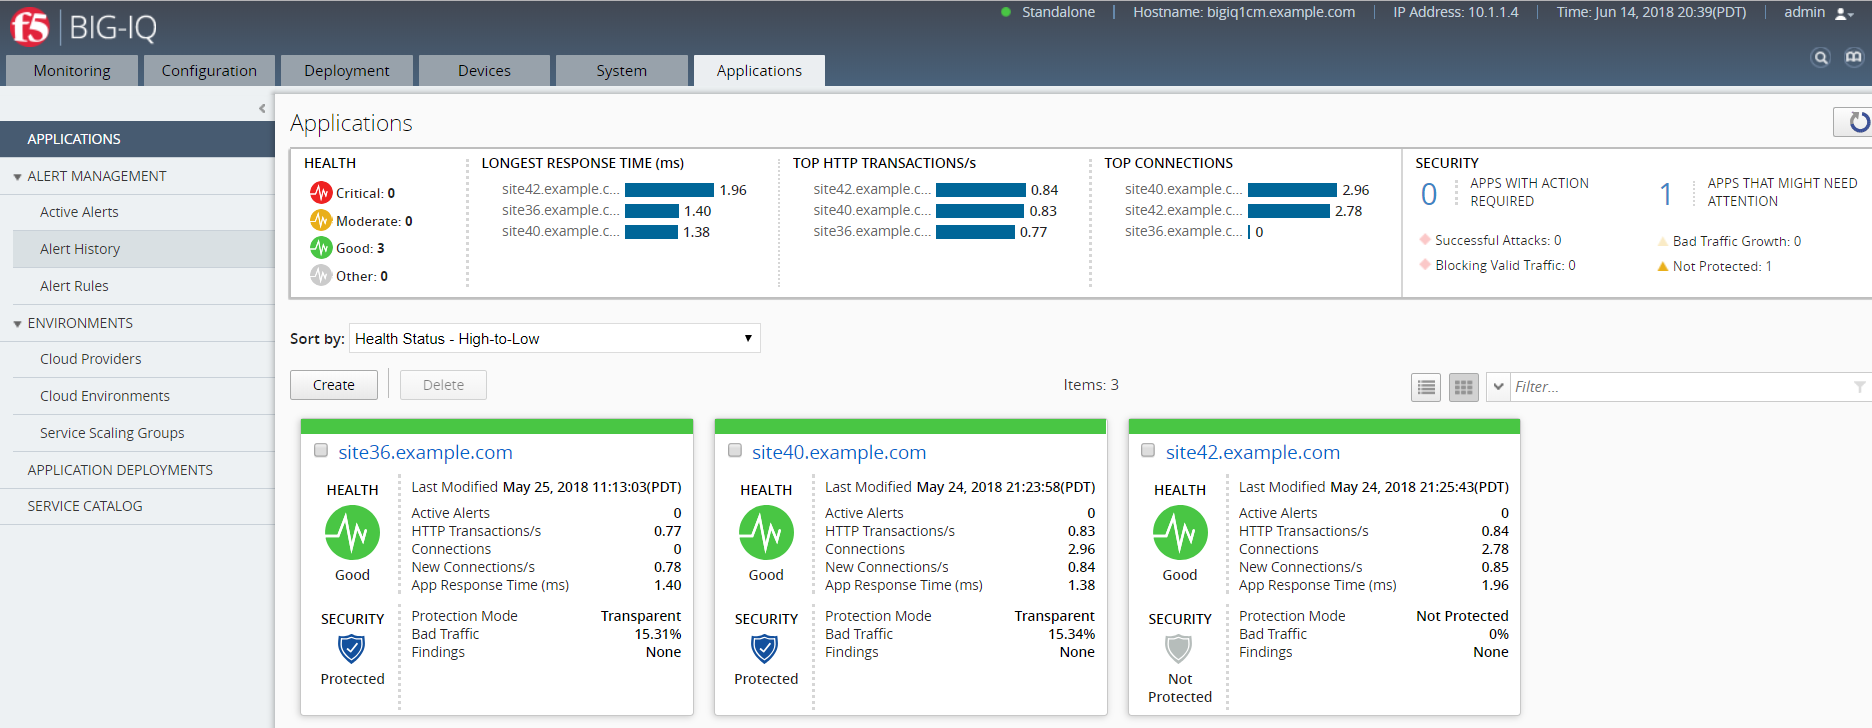 f5 BIG-IQ
Standalone
Hostname: bigiq1cm.example.com
IP Address: 10.1.1.4
Time: Jun 14, 2018 20:39(PDT)
admin
Monitoring
Configuration
Deployment
Devices
System
Applications
APPLICATIONS
ALERT MANAGEMENT
Active Alerts
Alert History
Alert Rules
ENVIRONMENTS
Cloud Providers
Cloud Environments
Service Scaling Groups
APPLICATION DEPLOYMENTS
SERVICE CATALOG
Applications
HEALTH
Critical: 0
Moderate: 0
Good: 3
Other: 0
LONGEST RESPONSE TIME (ms)
site42.example.c... 1.96
site36.example.c... 1.40
site40.example.c... 1.38
TOP HTTP TRANSACTIONS/s
site42.example.c... 0.84
site40.example.c... 0.83
site36.example.c... 0.77
TOP CONNECTIONS
site40.example.c... 2.96
site42.example.c... 2.78
site36.example.c... 0
SECURITY
0 APPS WITH ACTION
REQUIRED
Successful Attacks: 0
Blocking Valid Traffic: 0
1 APPS THAT MIGHT NEED
ATTENTION
Bad Traffic Growth: 0
Not Protected: 1
Sort by: Health Status - High-to-Low
Create
Delete
Items: 3
Filter...
site36.example.com
HEALTH
Good
Last Modified May 25, 2018 11:13:03(PDT)
Active Alerts 0
HTTP Transactions/s 0.77
Connections 0
New Connections/s 0.78
App Response Time (ms) 1.40
SECURITY
Protected
Protection Mode Transparent
Bad Traffic 15.31%
Findings None
site40.example.com
HEALTH
Good
Last Modified May 24, 2018 21:23:58(PDT)
Active Alerts 0
HTTP Transactions/s 0.83
Connections 2.96
New Connections/s 0.84
App Response Time (ms) 1.38
SECURITY
Protected
Protection Mode Transparent
Bad Traffic 15.34%
Findings None
site42.example.com
HEALTH
Good
Last Modified May 24, 2018 21:25:43(PDT)
Active Alerts 0
HTTP Transactions/s 0.84
Connections 2.78
New Connections/s 0.85
App Response Time (ms) 1.96
SECURITY
Not
Protected
Protection Mode Not Protected
Bad Traffic 0%
Findings None